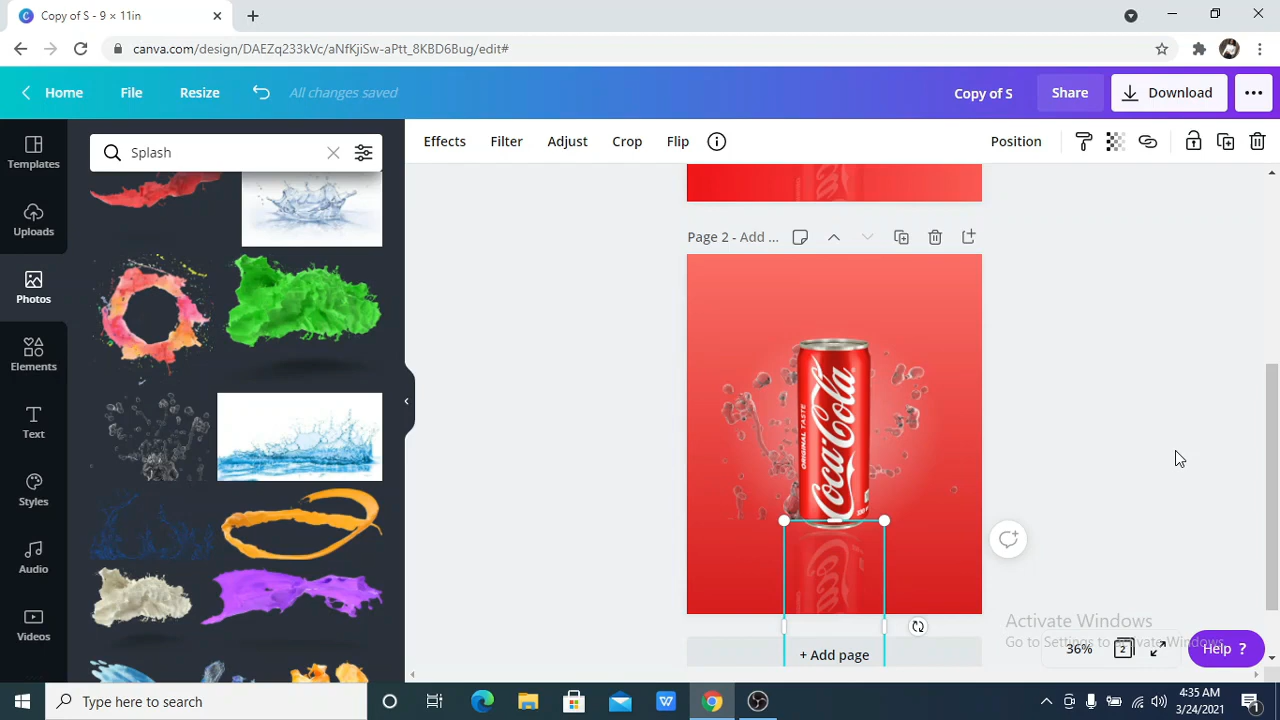 Copy of S - 9 × 11in
canva.com/design/DAEZq233kVc/aNfKjiSw-aPtt_8KBD6Bug/edit#
Home
File
Resize
All changes saved
Copy of S
Share
Download
Templates
Uploads
Photos
Elements
Text
Styles
Audio
Videos
Splash
Effects
Filter
Adjust
Crop
Flip
Position
Page 2 - Add ...
ORIGINAL TASTE
Coca-Cola
+ Add page
Activate Windows
Go to Settings to activate Windows.
36%
2
Help ?
Type here to search
4:35 AM
3/24/2021
1